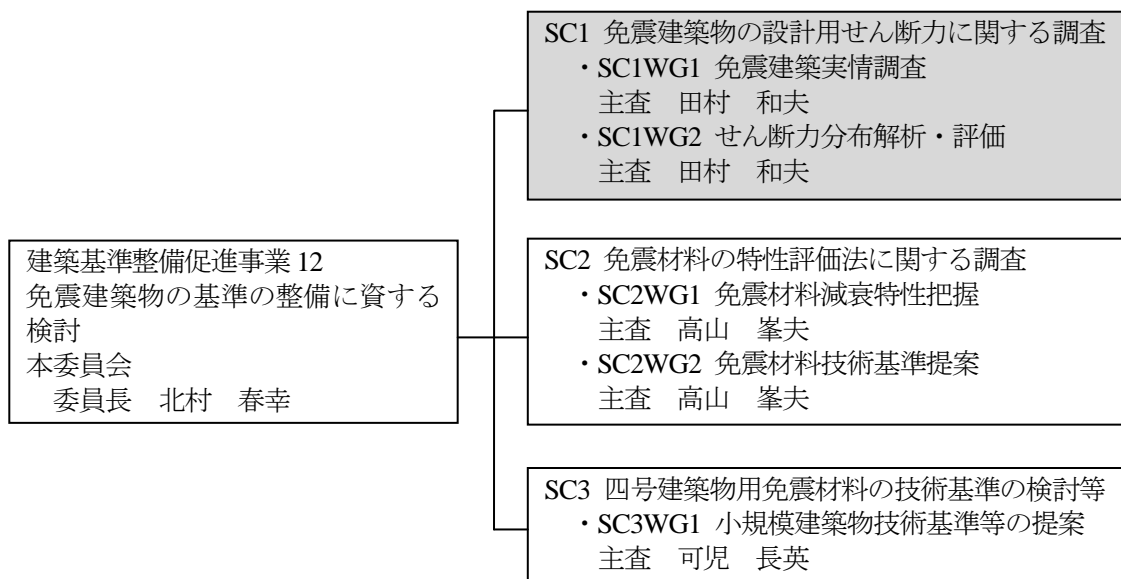 SC1 免震建築物の設計用せん断力に関する調査
・SC1WG1 免震建築実情調査
主査　田村　和夫
・SC1WG2 せん断力分布解析・評価
主査　田村　和夫
建築基準整備促進事業 12
免震建築物の基準の整備に資する
検討
本委員会
委員長　北村　春幸
SC2 免震材料の特性評価法に関する調査
・SC2WG1 免震材料減衰特性把握
主査　高山　峯夫
・SC2WG2 免震材料技術基準提案
主査　高山　峯夫
SC3 四号建築物用免震材料の技術基準の検討等
・SC3WG1 小規模建築物技術基準等の提案
主査　可児　長英